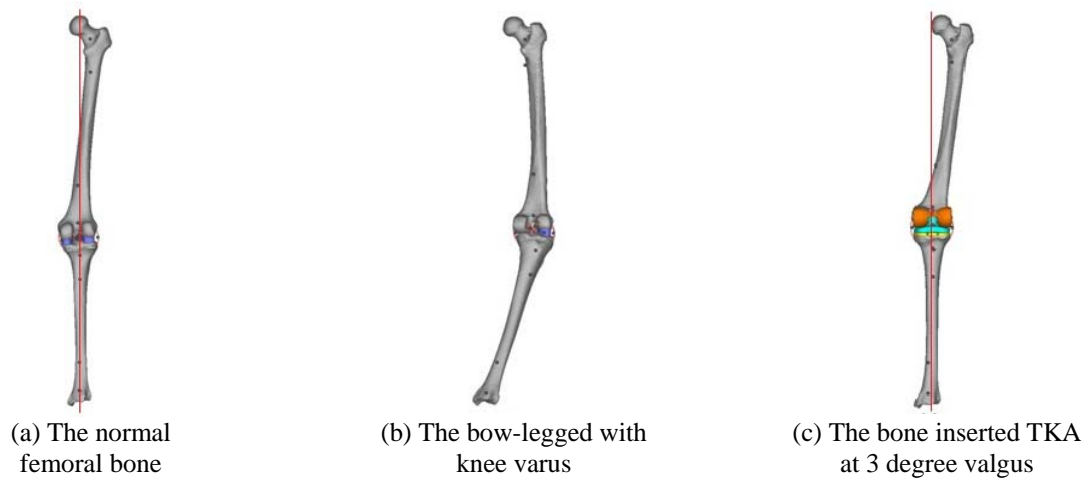 (a) The normal
femoral bone
(b) The bow-legged with
knee varus
(c) The bone inserted TKA
at 3 degree valgus